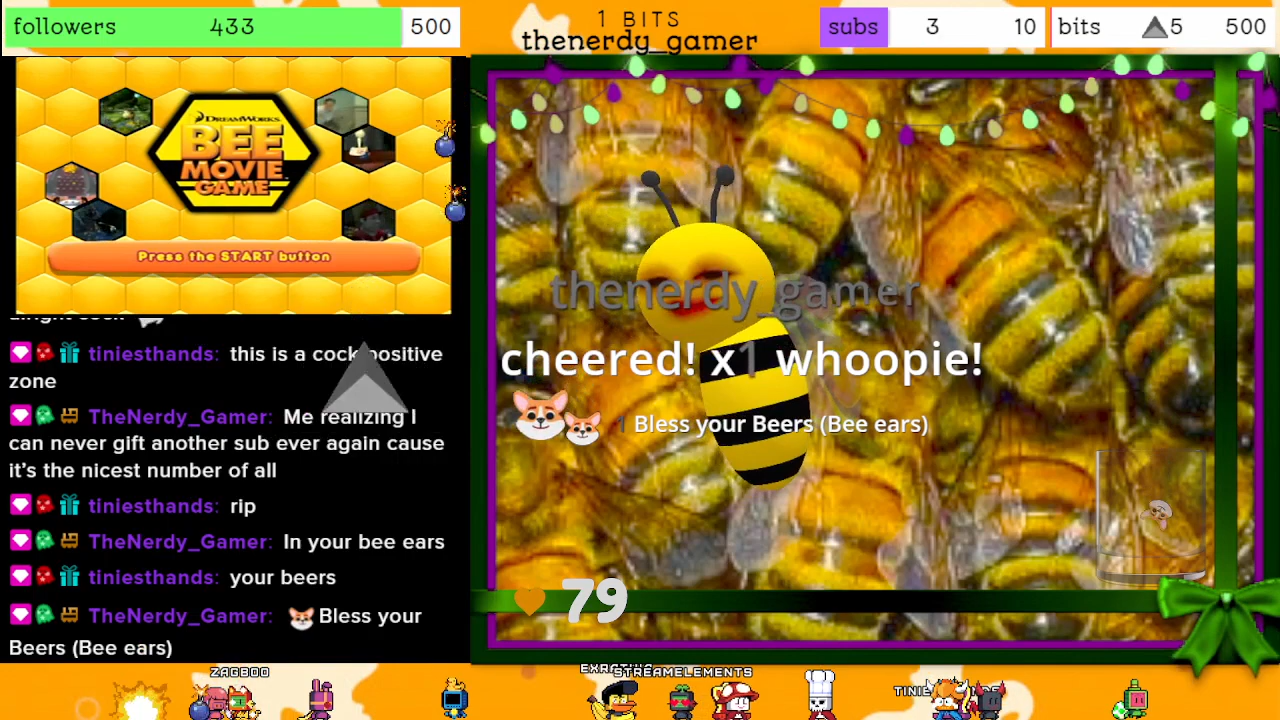 followers 433 500
1 BITS
thenerdy_gamer
subs 3 10
bits 5 500
DREAMWORKS
BEE
MOVIE
GAME
Press the START button
tiniesthands: this is a cock positive
zone
TheNerdy_Gamer: Me realizing I
can never gift another sub ever again cause
it's the nicest number of all
tiniesthands: rip
TheNerdy_Gamer: In your bee ears
tiniesthands: your beers
TheNerdy_Gamer: Bless your
Beers (Bee ears)
thenerdy_gamer
cheered! x1 whoopie!
1 Bless your Beers (Bee ears)
79
ZAGBOO
STREAMELEMENTS